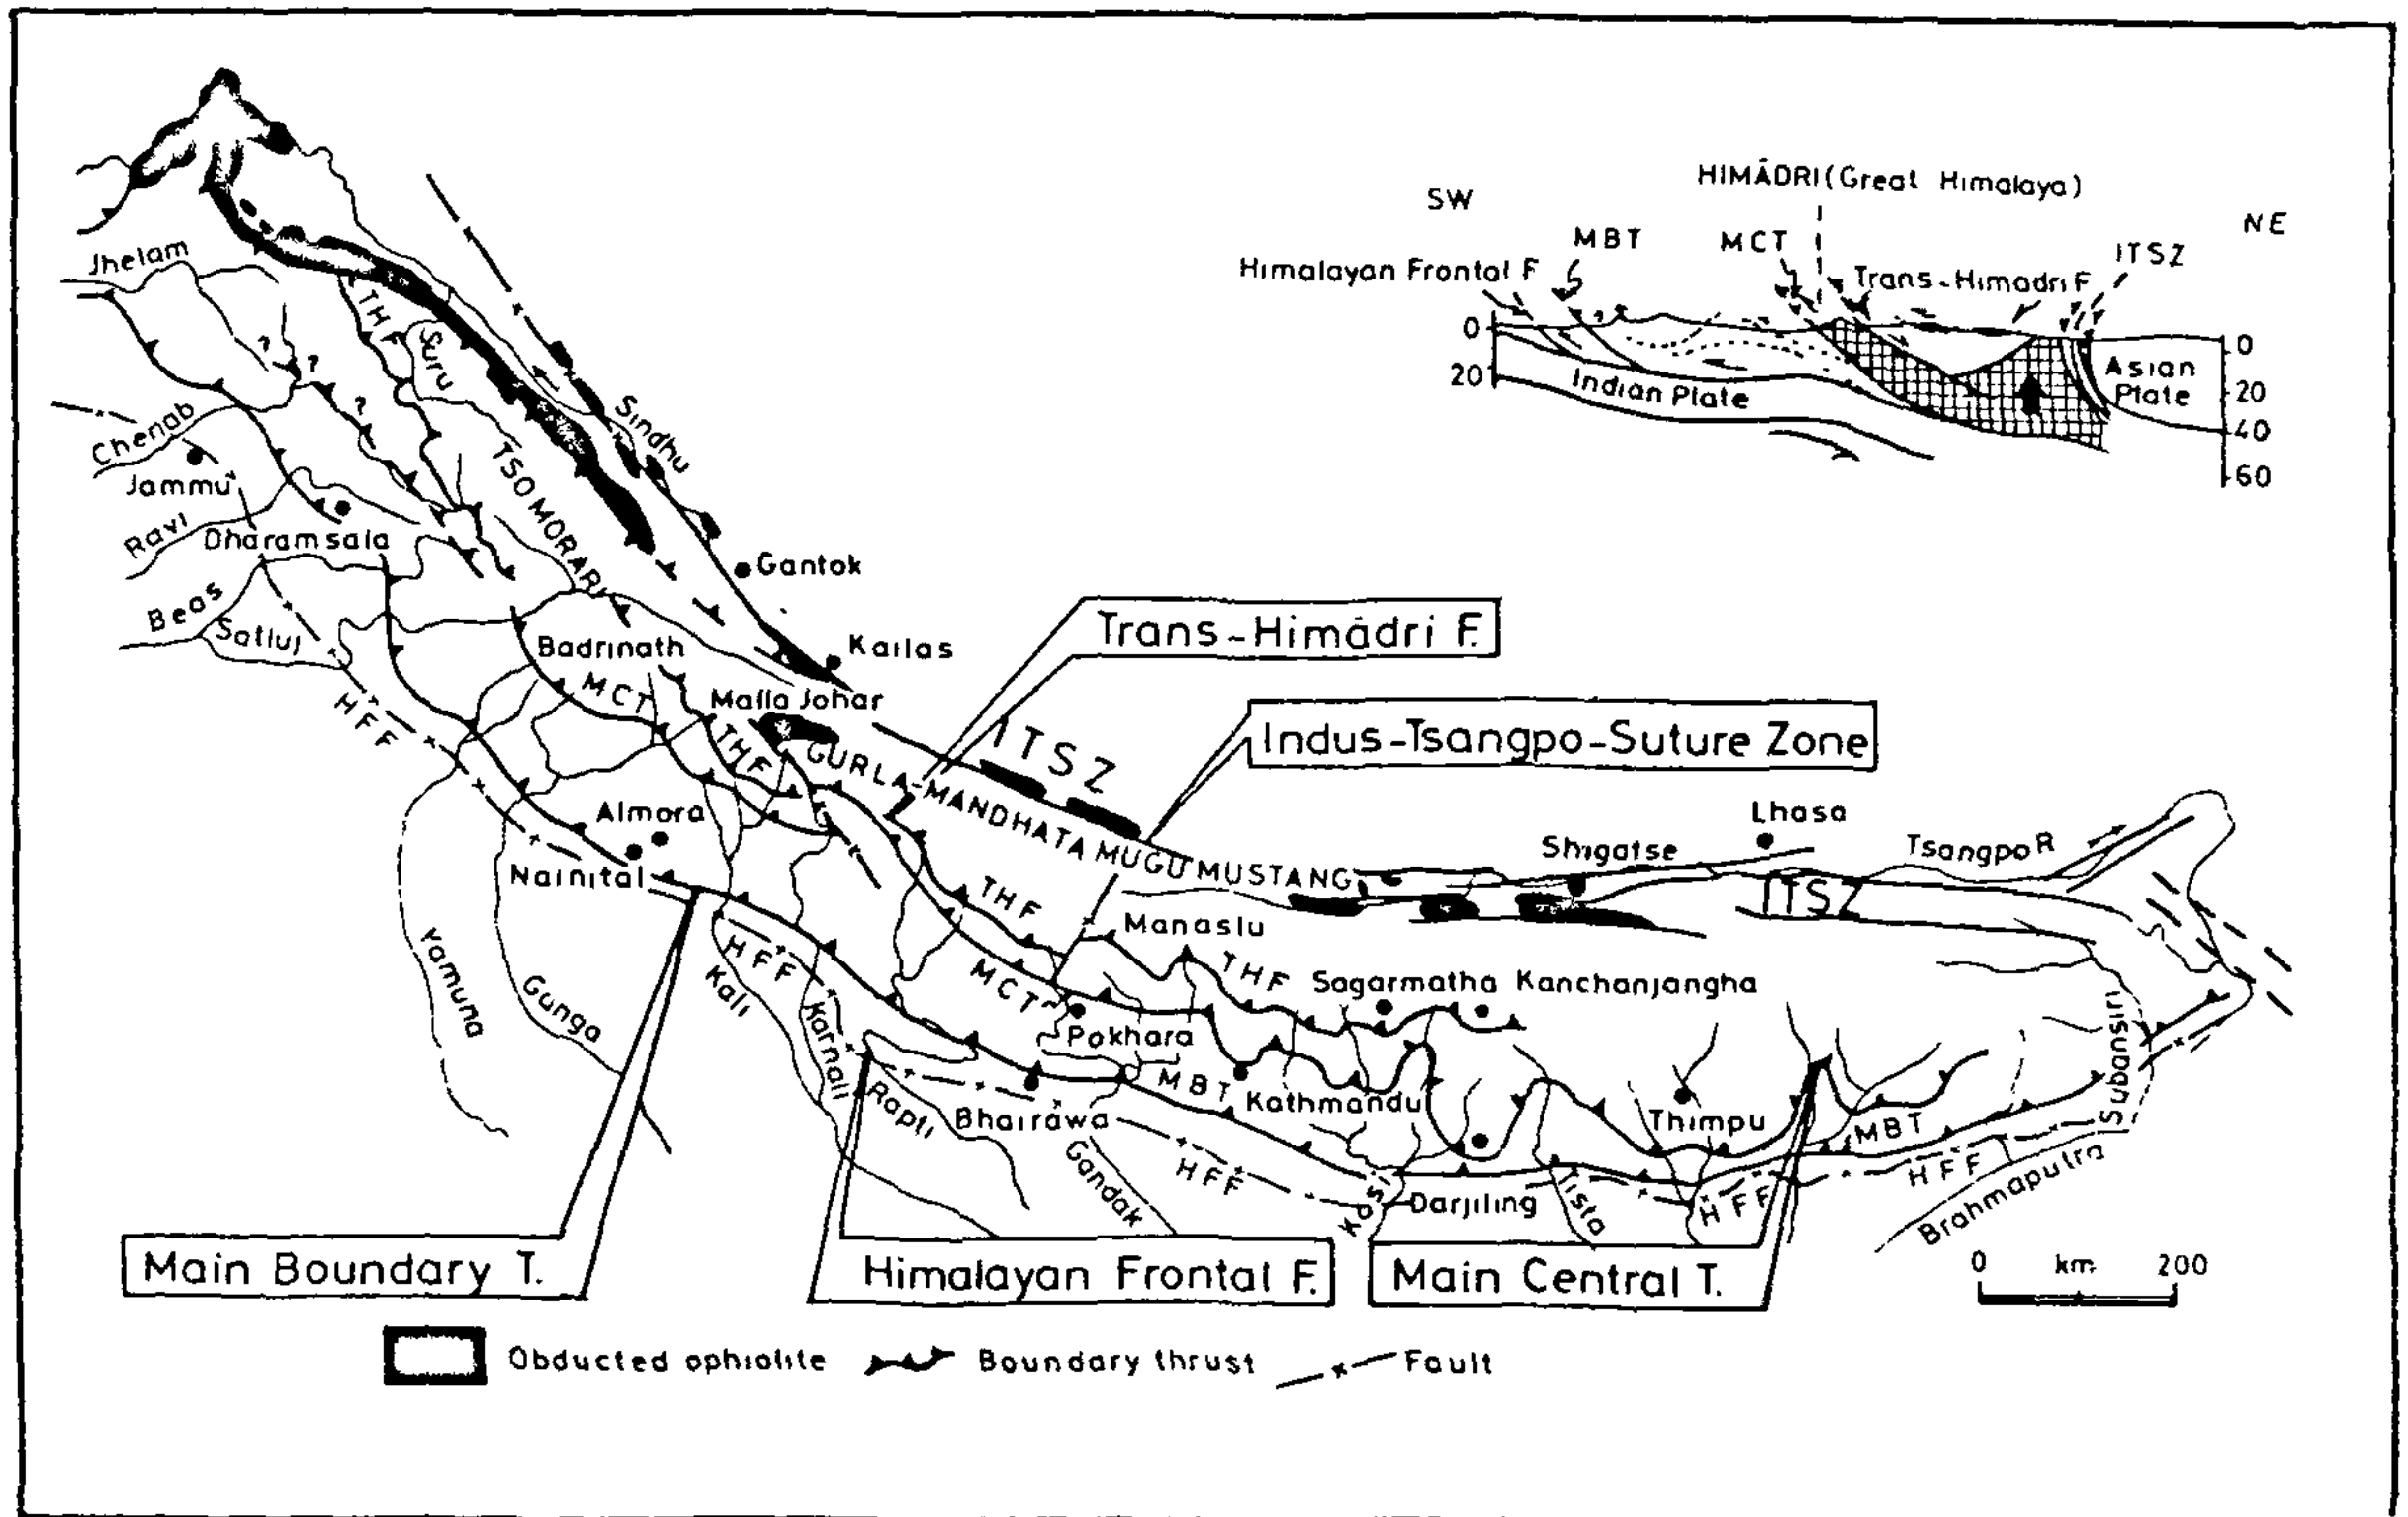 HIMĀDRI (Great Himalaya)
SW
NE
MBT
MCT
ITSZ
Himalayan Frontal F
Trans-Himadri F
0
20
Indian Plate
Asian
Plate
0
20
40
60
Jhelam
THF
Suru
?
?
?
Sindhu
Chenab
Jammu
TSOMORARI
Ravi
Dharamsala
Gantok
Beas
Satluj
Trans-Himādri F.
Badrinath
Kailas
MCT
Malla Johar
HFF
Indus-Tsangpo-Suture Zone
ITSZ
THF
GURLA-MANDHATA MUGU MUSTANG
Almora
Lhasa
Shigatse
Tsangpo R
Nainital
ITSZ
THF
Manaslu
HFF
THF
Sagarmatha Kanchanjangha
Yamuna
Gunga
Kali
MCT
Karnali
Pokhara
Subansiri
MBT
Kathmandu
Rapti
Bhairawa
Thimpu
MBT
Gandak
HFF
HFF
Kosi
Darjiling
Tista
HFF
Brahmaputra
Main Boundary T.
Himalayan Frontal F.
Main Central T.
0 km. 200
Obducted ophiolite
Boundary thrust
Fault